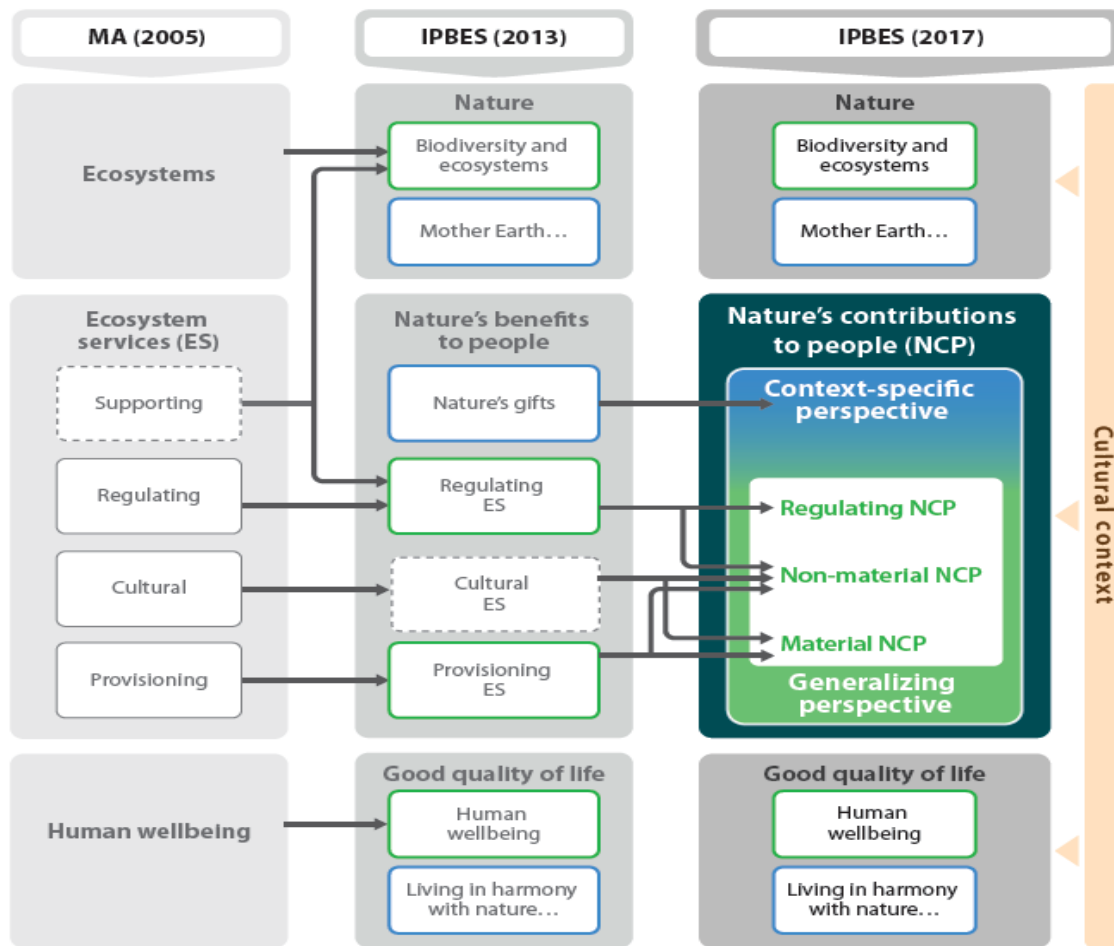 MA (2005)
IPBES (2013)
IPBES (2017)
Ecosystems
Nature
Biodiversity and
ecosystems
Mother Earth…
Nature
Biodiversity and
ecosystems
Mother Earth…
Ecosystem
services (ES)
Supporting
Regulating
Cultural
Provisioning
Nature's benefits
to people
Nature's gifts
Regulating
ES
Cultural
ES
Provisioning
ES
Nature's contributions
to people (NCP)
Context-specific
perspective
Regulating NCP
Non-material NCP
Material NCP
Generalizing
perspective
Human wellbeing
Good quality of life
Human
wellbeing
Living in harmony
with nature…
Good quality of life
Human
wellbeing
Living in harmony
with nature…
Cultural context